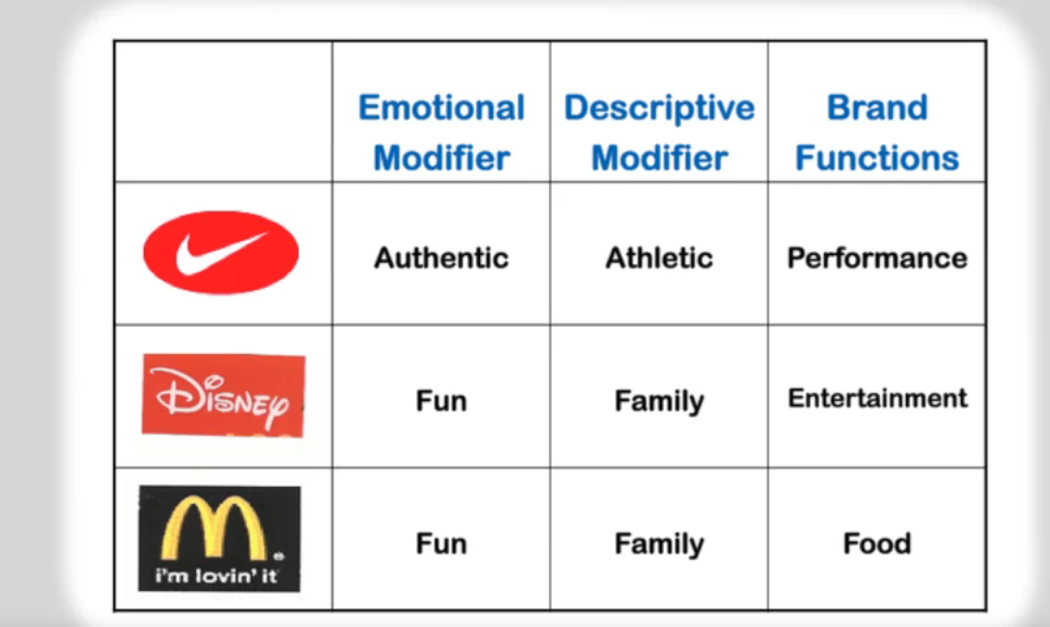 Emotional Modifier
Descriptive Modifier
Brand Functions
Authentic
Athletic
Performance
Disney
Fun
Family
Entertainment
M
i'm lovin' it
Fun
Family
Food